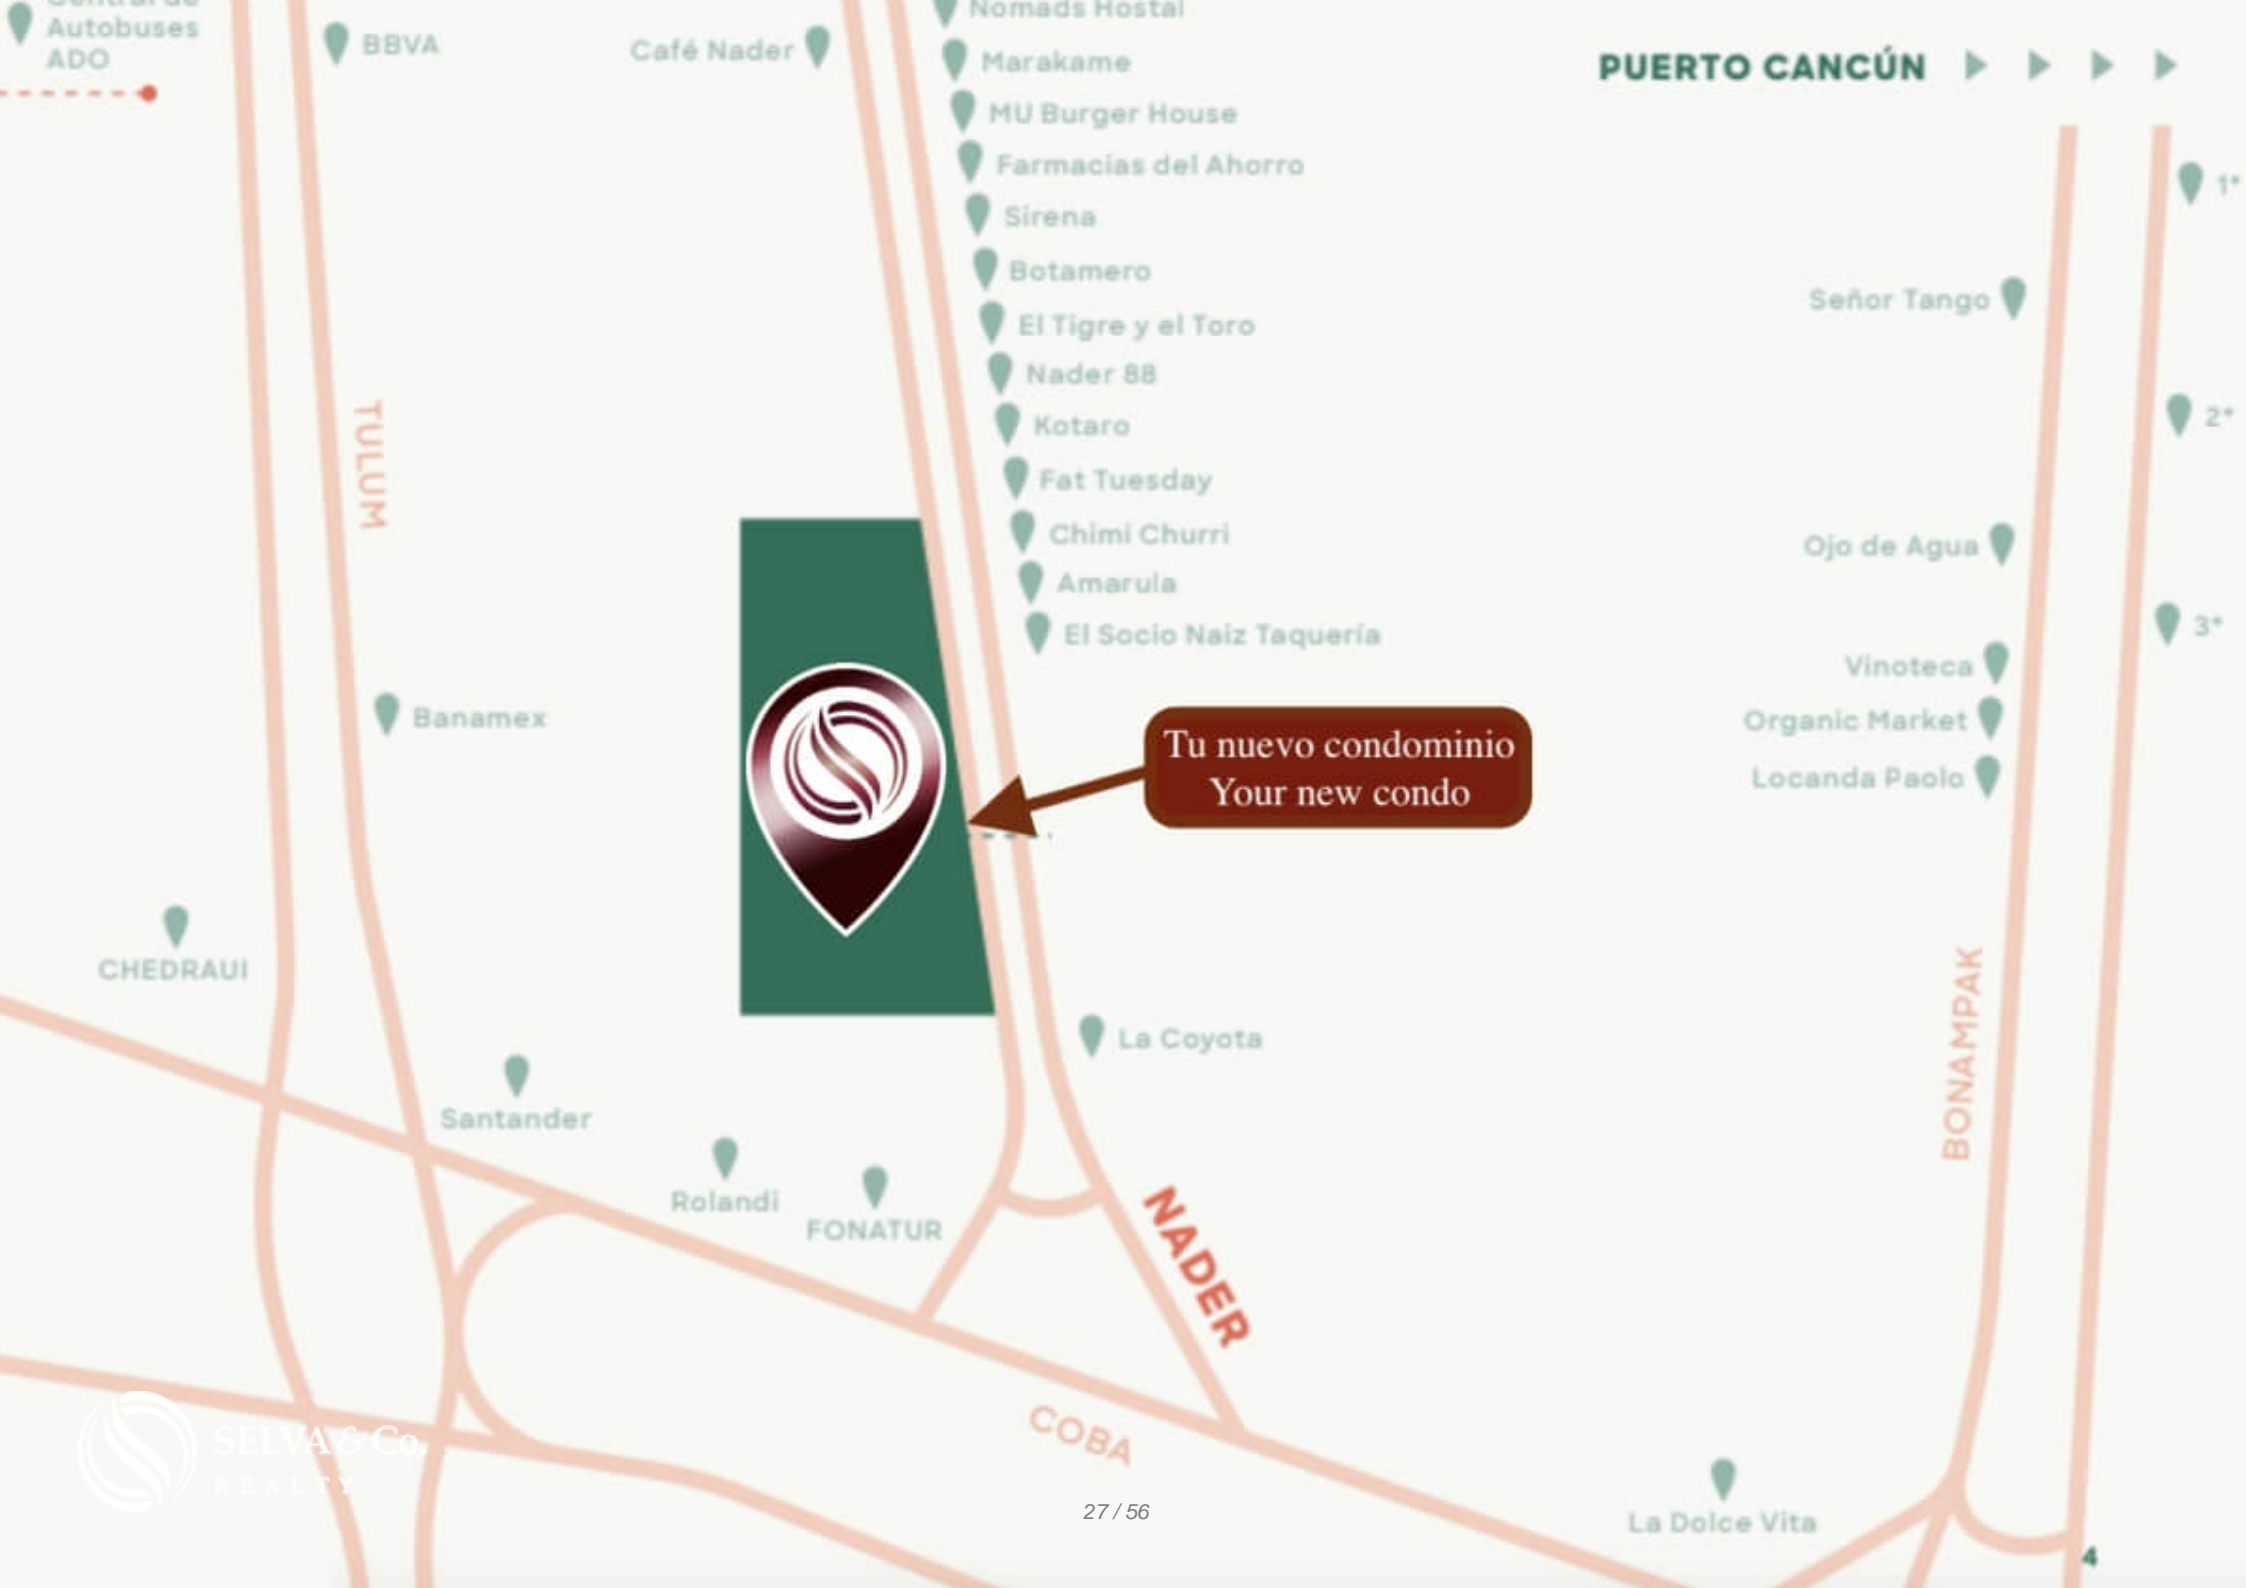 Central de
Autobuses
ADO
BBVA
Café Nader
Nomads Hostal
Marakame
MU Burger House
Farmacias del Ahorro
Sirena
Botamero
El Tigre y el Toro
Nader 88
Kotaro
Fat Tuesday
Chimi Churri
Amarula
El Socio Naiz Taquería
PUERTO CANCÚN
1*
Señor Tango
2*
Ojo de Agua
3*
Vinoteca
Organic Market
Locanda Paolo
TULUM
Banamex
Tu nuevo condominio
Your new condo
CHEDRAUI
La Coyota
BONAMPAK
Santander
Rolandi
FONATUR
NADER
COBA
SELVA & Co.
REALTY
27 / 56
La Dolce Vita
4